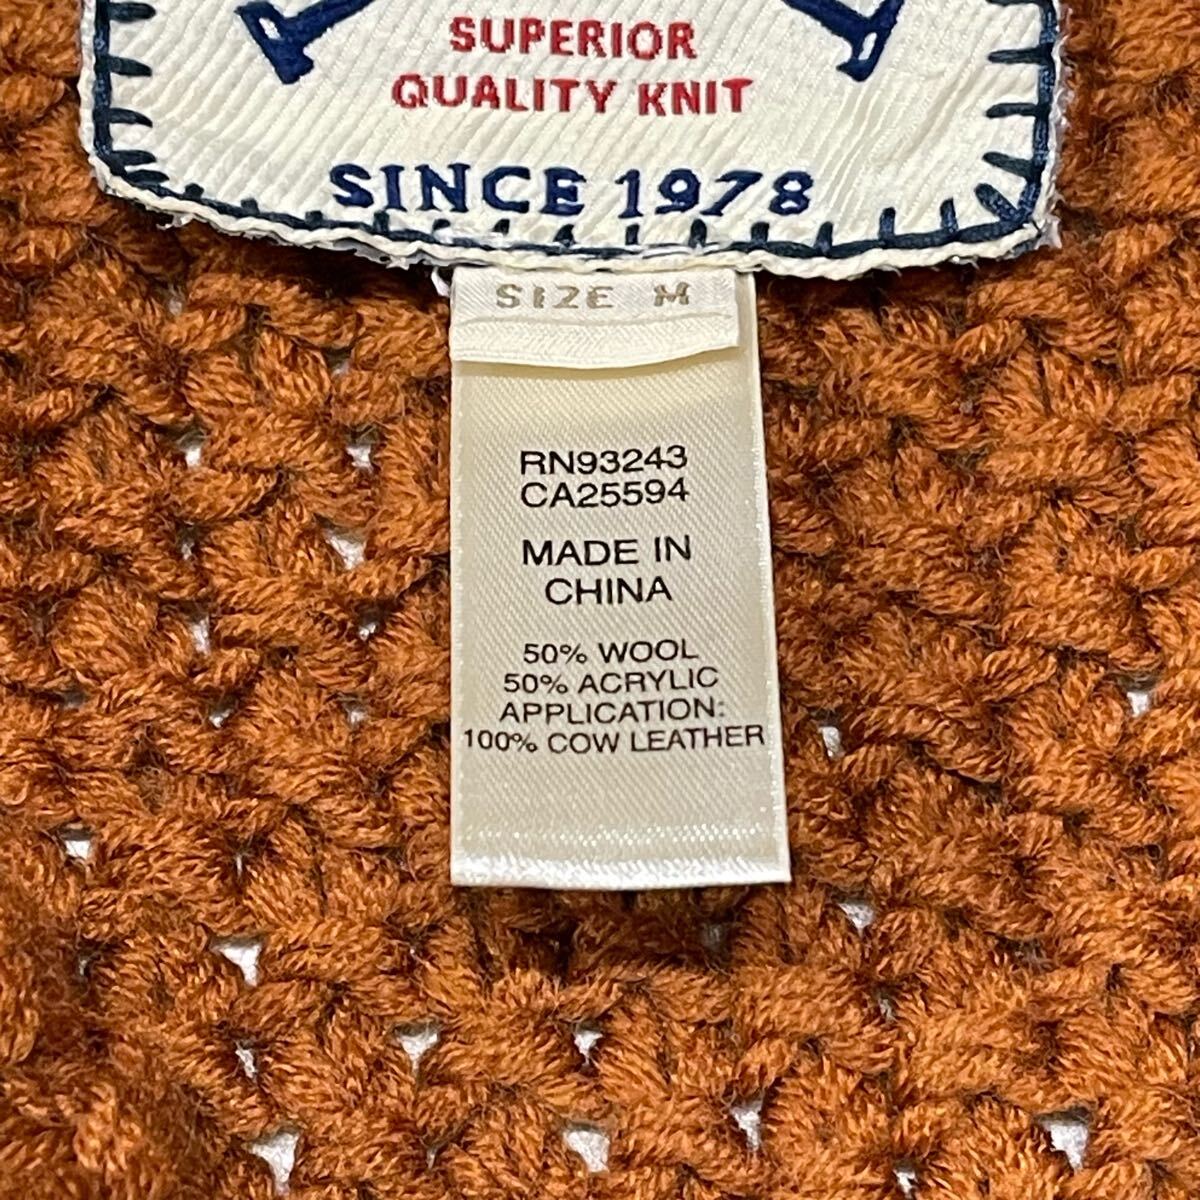 SUPERIOR
QUALITY KNIT
SINCE 1978
SIZE M
RN93243
CA25594
MADE IN
CHINA
50% WOOL
50% ACRYLIC
APPLICATION:
100% COW LEATHER